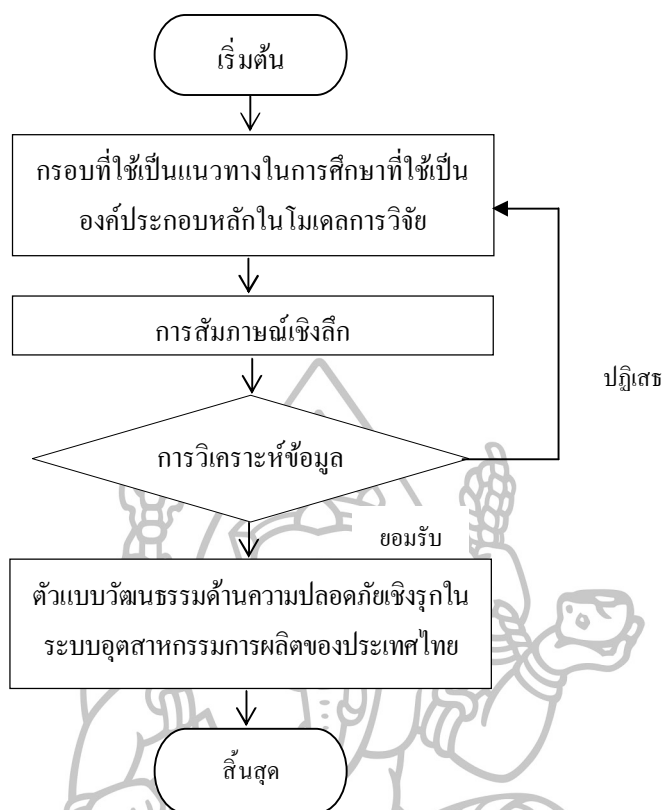 เริ่มต้น
กรอบที่ใช้เป็นแนวทางในการศึกษาที่ใช้เป็น
องค์ประกอบหลักในโมเดลการวิจัย
การสัมภาษณ์เชิงลึก
ปฏิเสธ
การวิเคราะห์ข้อมูล
ยอมรับ
ตัวแบบวัฒนธรรมด้านความปลอดภัยเชิงรุกใน
ระบบอุตสาหกรรมการผลิตของประเทศไทย
สิ้นสุด